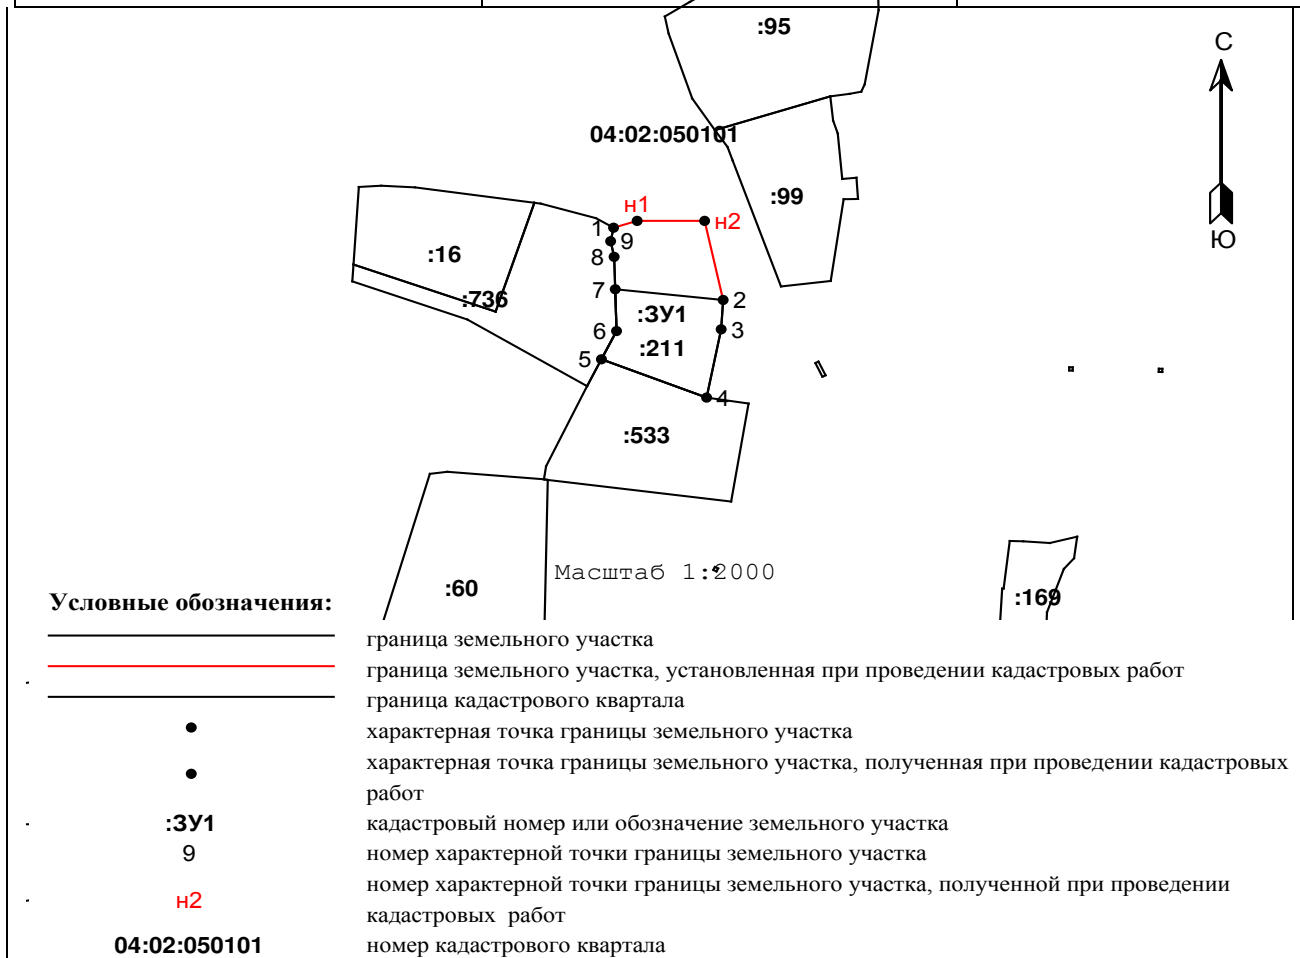 :95
С
04:02:050101
:99
н1
н2
1
9
Ю
:16
8
:736
7
2
:ЗУ1
6
3
:211
5
4
:533
Масштаб 1:2000
:60
:169
Условные обозначения:
граница земельного участка
граница земельного участка, установленная при проведении кадастровых работ
граница кадастрового квартала
характерная точка границы земельного участка
характерная точка границы земельного участка, полученная при проведении кадастровых
работ
:ЗУ1 кадастровый номер или обозначение земельного участка
9 номер характерной точки границы земельного участка
н2 номер характерной точки границы земельного участка, полученной при проведении
кадастровых работ
04:02:050101 номер кадастрового квартала